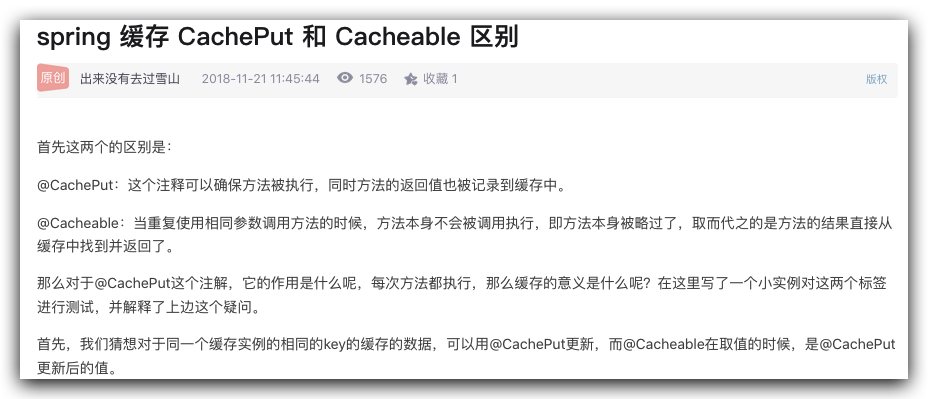 spring 缓存 CachePut 和 Cacheable 区别
原创 出来没有去过雪山 2018-11-21 11:45:44 1576 收藏 1 版权
首先这两个的区别是：
@CachePut：这个注释可以确保方法被执行，同时方法的返回值也被记录到缓存中。
@Cacheable：当重复使用相同参数调用方法的时候，方法本身不会被调用执行，即方法本身被略过了，取而代之的是方法的结果直接从
缓存中找到并返回了。
那么对于@CachePut这个注解，它的作用是什么呢，每次方法都执行，那么缓存的意义是什么呢？在这里写了一个小实例对这两个标签
进行测试，并解释了上边这个疑问。
首先，我们猜想对于同一个缓存实例的相同的key的缓存的数据，可以用@CachePut更新，而@Cacheable在取值的时候，是@CachePut
更新后的值。